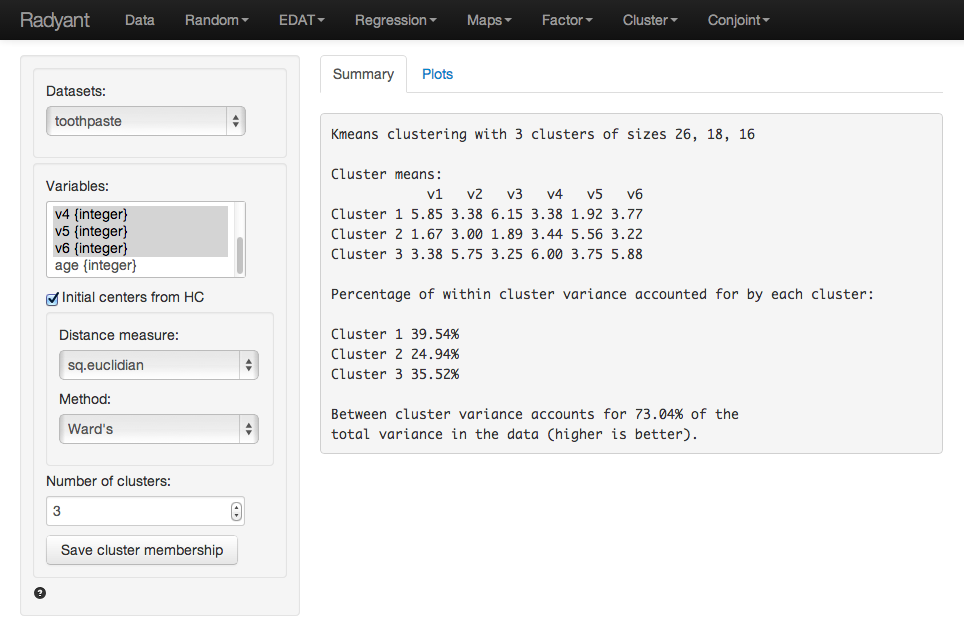 Radyant Data Random EDAT Regression Maps Factor Cluster Conjoint
Datasets:
toothpaste
Variables:
v4 {integer}
v5 {integer}
v6 {integer}
age {integer}
Initial centers from HC
Distance measure:
sq.euclidian
Method:
Ward's
Number of clusters:
3
Save cluster membership
?
Summary Plots
Kmeans clustering with 3 clusters of sizes 26, 18, 16
Cluster means:
v1 v2 v3 v4 v5 v6
Cluster 1 5.85 3.38 6.15 3.38 1.92 3.77
Cluster 2 1.67 3.00 1.89 3.44 5.56 3.22
Cluster 3 3.38 5.75 3.25 6.00 3.75 5.88
Percentage of within cluster variance accounted for by each cluster:
Cluster 1 39.54%
Cluster 2 24.94%
Cluster 3 35.52%
Between cluster variance accounts for 73.04% of the
total variance in the data (higher is better).